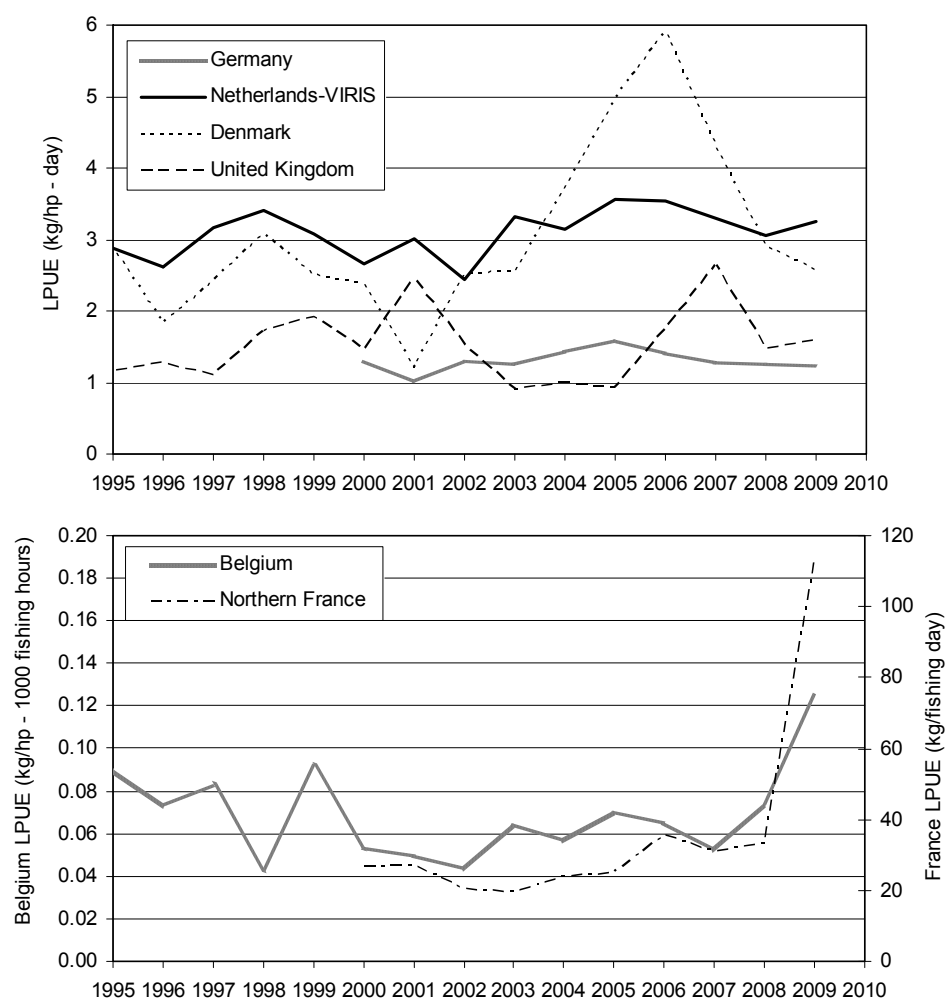 6
5
4
3
2
1
0
LPUE (kg/hp - day)
Germany
Netherlands-VIRIS
Denmark
United Kingdom
1995 1996 1997 1998 1999 2000 2001 2002 2003 2004 2005 2006 2007 2008 2009 2010
0.20
0.18
0.16
0.14
0.12
0.10
0.08
0.06
0.04
0.02
0.00
Belgium LPUE (kg/hp - 1000 fishing hours)
Belgium
Northern France
120
100
80
60
40
20
0
France LPUE (kg/fishing day)
1995 1996 1997 1998 1999 2000 2001 2002 2003 2004 2005 2006 2007 2008 2009 2010